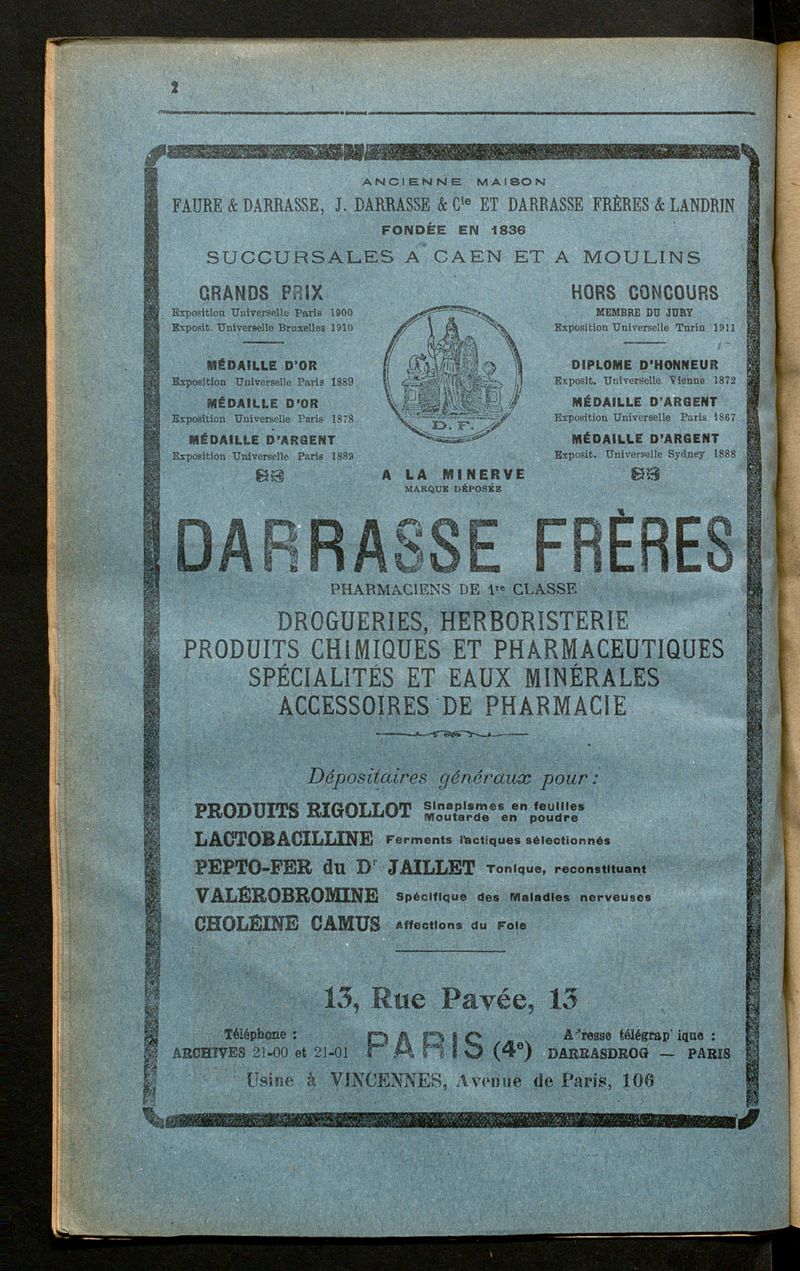 2
ANCIENNE MAISON
FAURE & DARRASSE, J. DARRASSE & Cie ET DARRASSE FRÈRES & LANDRIN
FONDÉE EN 1836
SUCCURSALES A CAEN ET A MOULINS
GRANDS PRIX
Exposition Universelle Paris 1900
Exposit. Universelle Bruxelles 1910
MÉDAILLE D'OR
Exposition Universelle Paris 1889
MÉDAILLE D'OR
Exposition Universelle Paris 1878
MÉDAILLE D'ARGENT
Exposition Universelle Paris 1889
HORS CONCOURS
MEMBRE DU JURY
Exposition Universelle Turin 1911
DIPLOME D'HONNEUR
Exposit. Universelle Vienne 1872
MÉDAILLE D'ARGENT
Exposition Universelle Paris 1867
MÉDAILLE D'ARGENT
Exposit. Universelle Sydney 1888
D. F.
A LA MINERVE
MARQUE DÉPOSÉE
DARRASSE FRÈRES
PHARMACIENS DE 1re CLASSE
DROGUERIES, HERBORISTERIE
PRODUITS CHIMIQUES ET PHARMACEUTIQUES
SPÉCIALITÉS ET EAUX MINÉRALES
ACCESSOIRES DE PHARMACIE
Dépositaires généraux pour :
PRODUITS RIGOLLOT Sinapismes en feuilles
Moutarde en poudre
LACTOBACILLINE Ferments lactiques sélectionnés
PEPTO-FER du Dr JAILLET Tonique, reconstituant
VALÉROBROMINE Spécifique des Maladies nerveuses
CHOLÉINE CAMUS Affections du Foie
13, Rue Pavée, 13
Téléphone :
ARCHIVES 21-00 et 21-01
PARIS (4e)
A'resse télégrap ique :
DARRASDROG — PARIS
Usine à VINCENNES, Avenue de Paris, 106